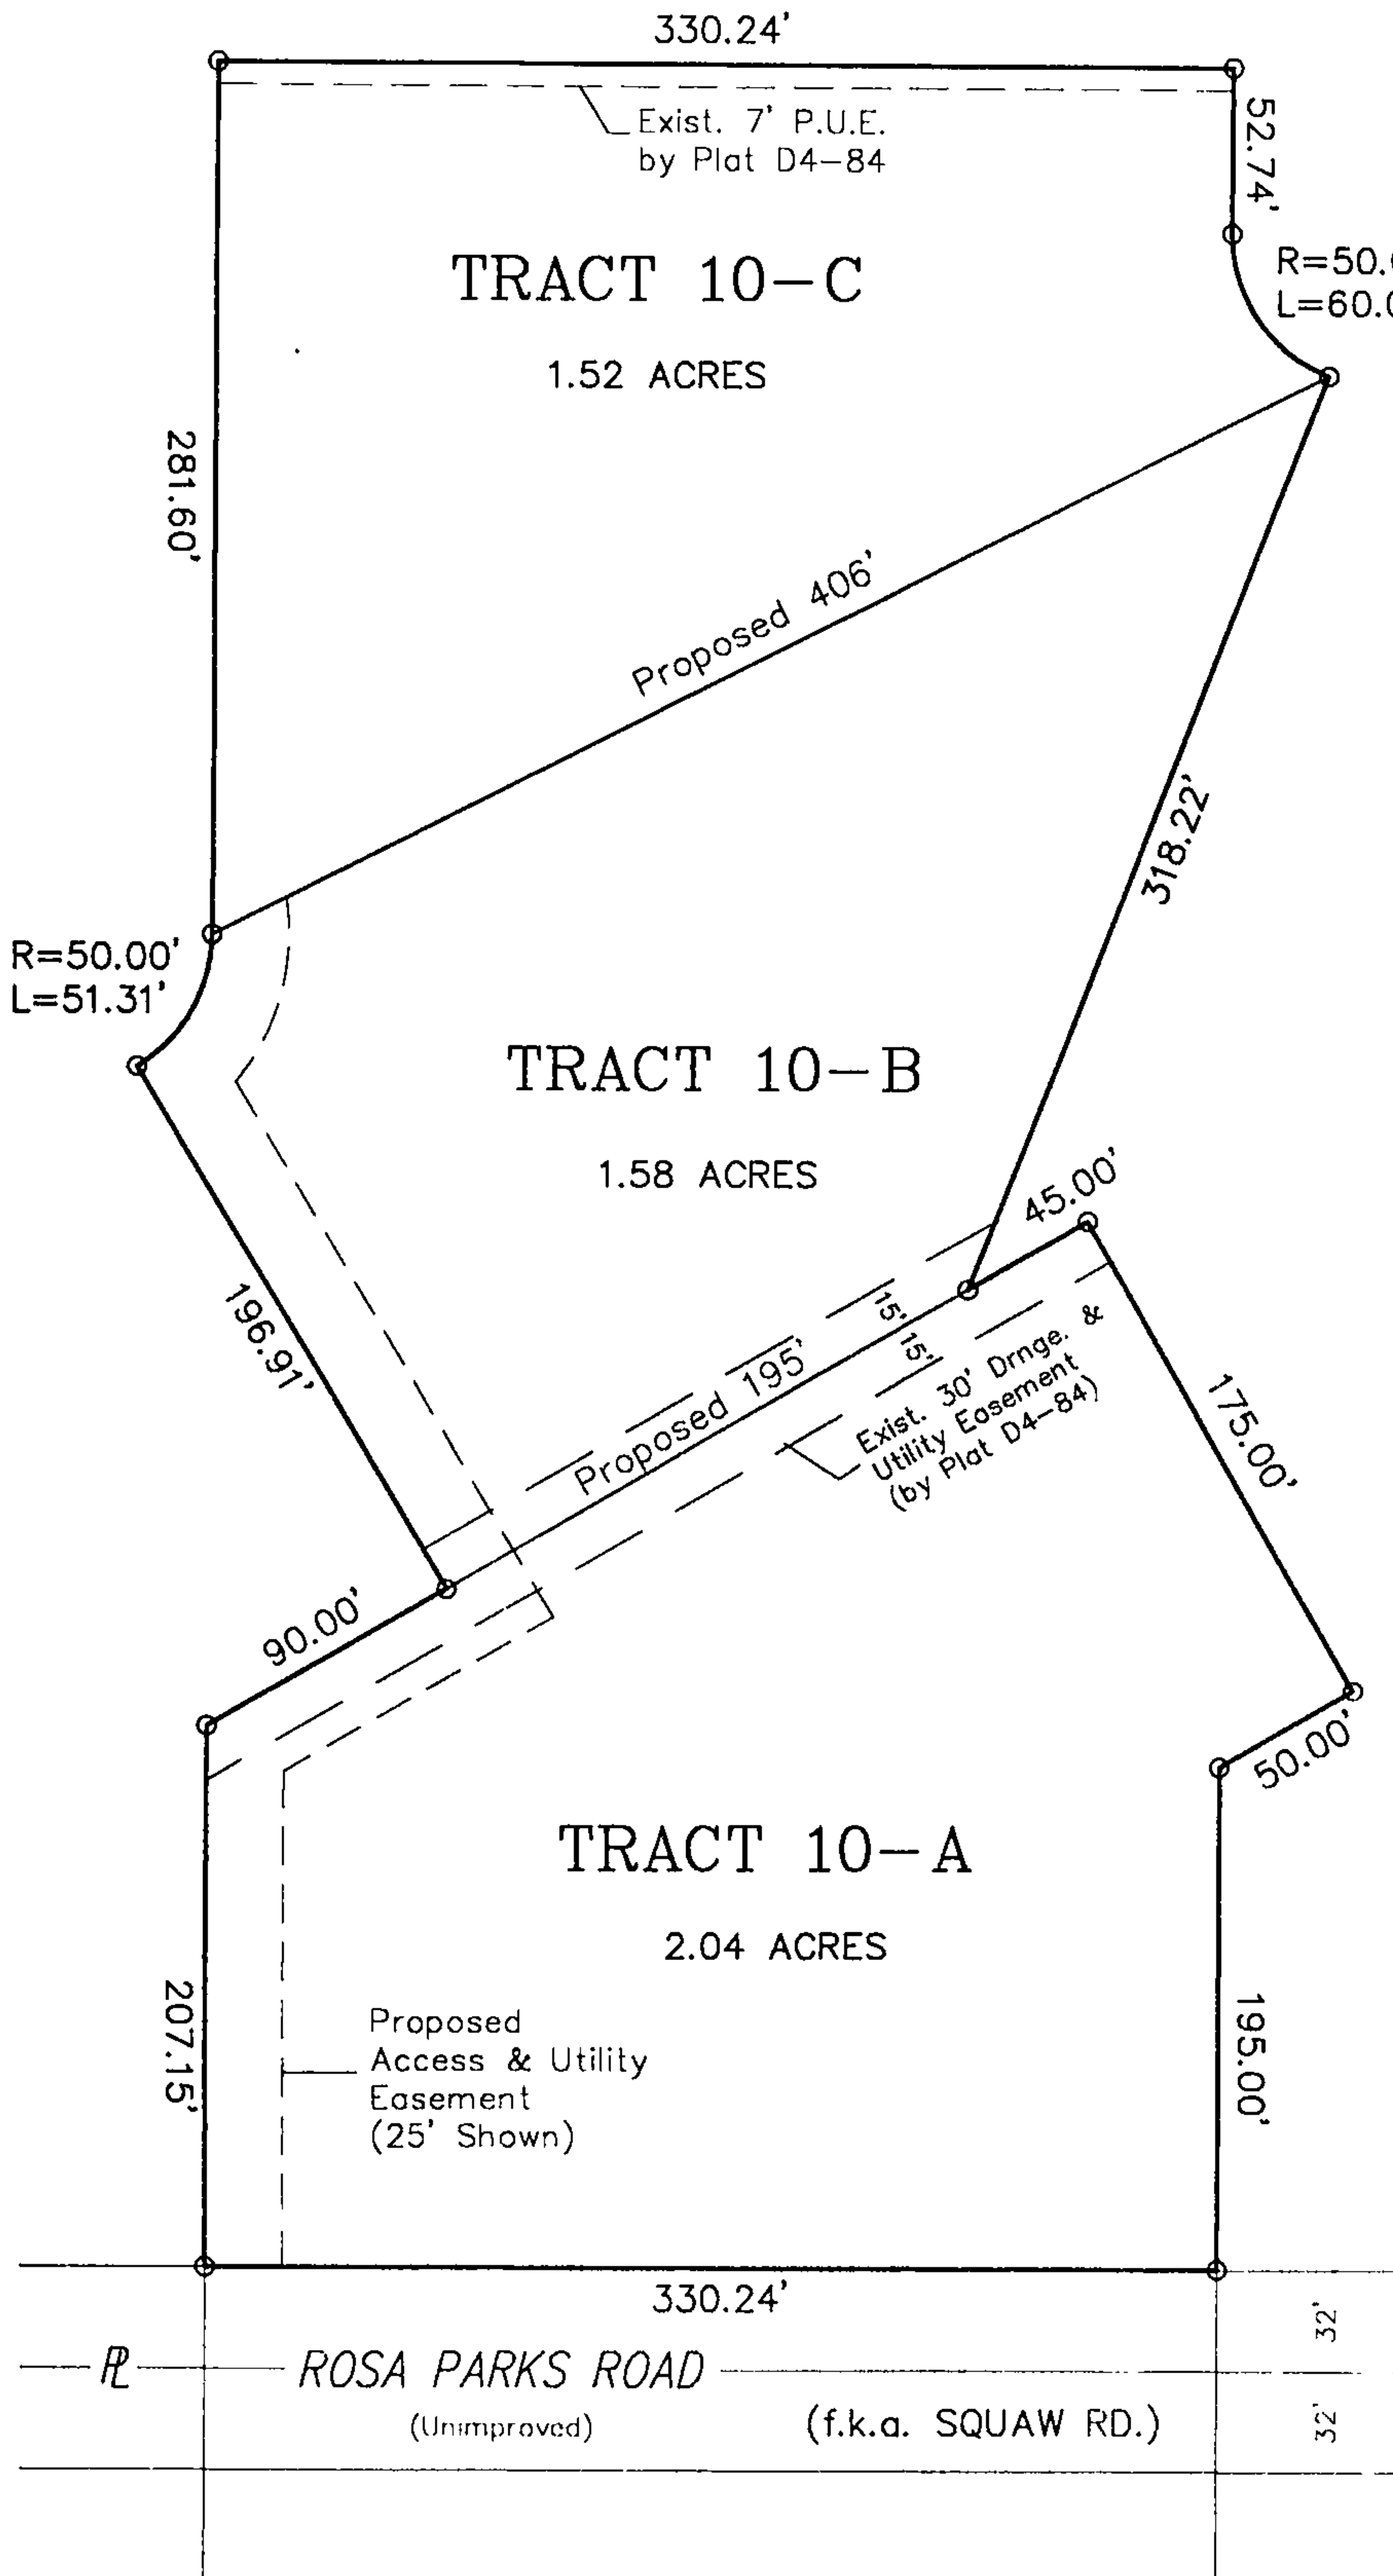 330.24'
Exist. 7' P.U.E.
by Plat D4-84
52.74'
TRACT 10-C
1.52 ACRES
281.60'
Proposed 406'
318.22'
R=50.00'
L=51.31'
TRACT 10-B
1.58 ACRES
45.00'
196.91'
15'
15'
Proposed 195'
Exist. 30' Drnge. &
Utility Easement
(by Plat D4-84)
175.00'
90.00'
50.00'
TRACT 10-A
2.04 ACRES
207.15'
195.00'
Proposed
Access & Utility
Easement
(25' Shown)
330.24'
32'
PL
ROSA PARKS ROAD
(Unimproved)
(f.k.a. SQUAW RD.)
32'